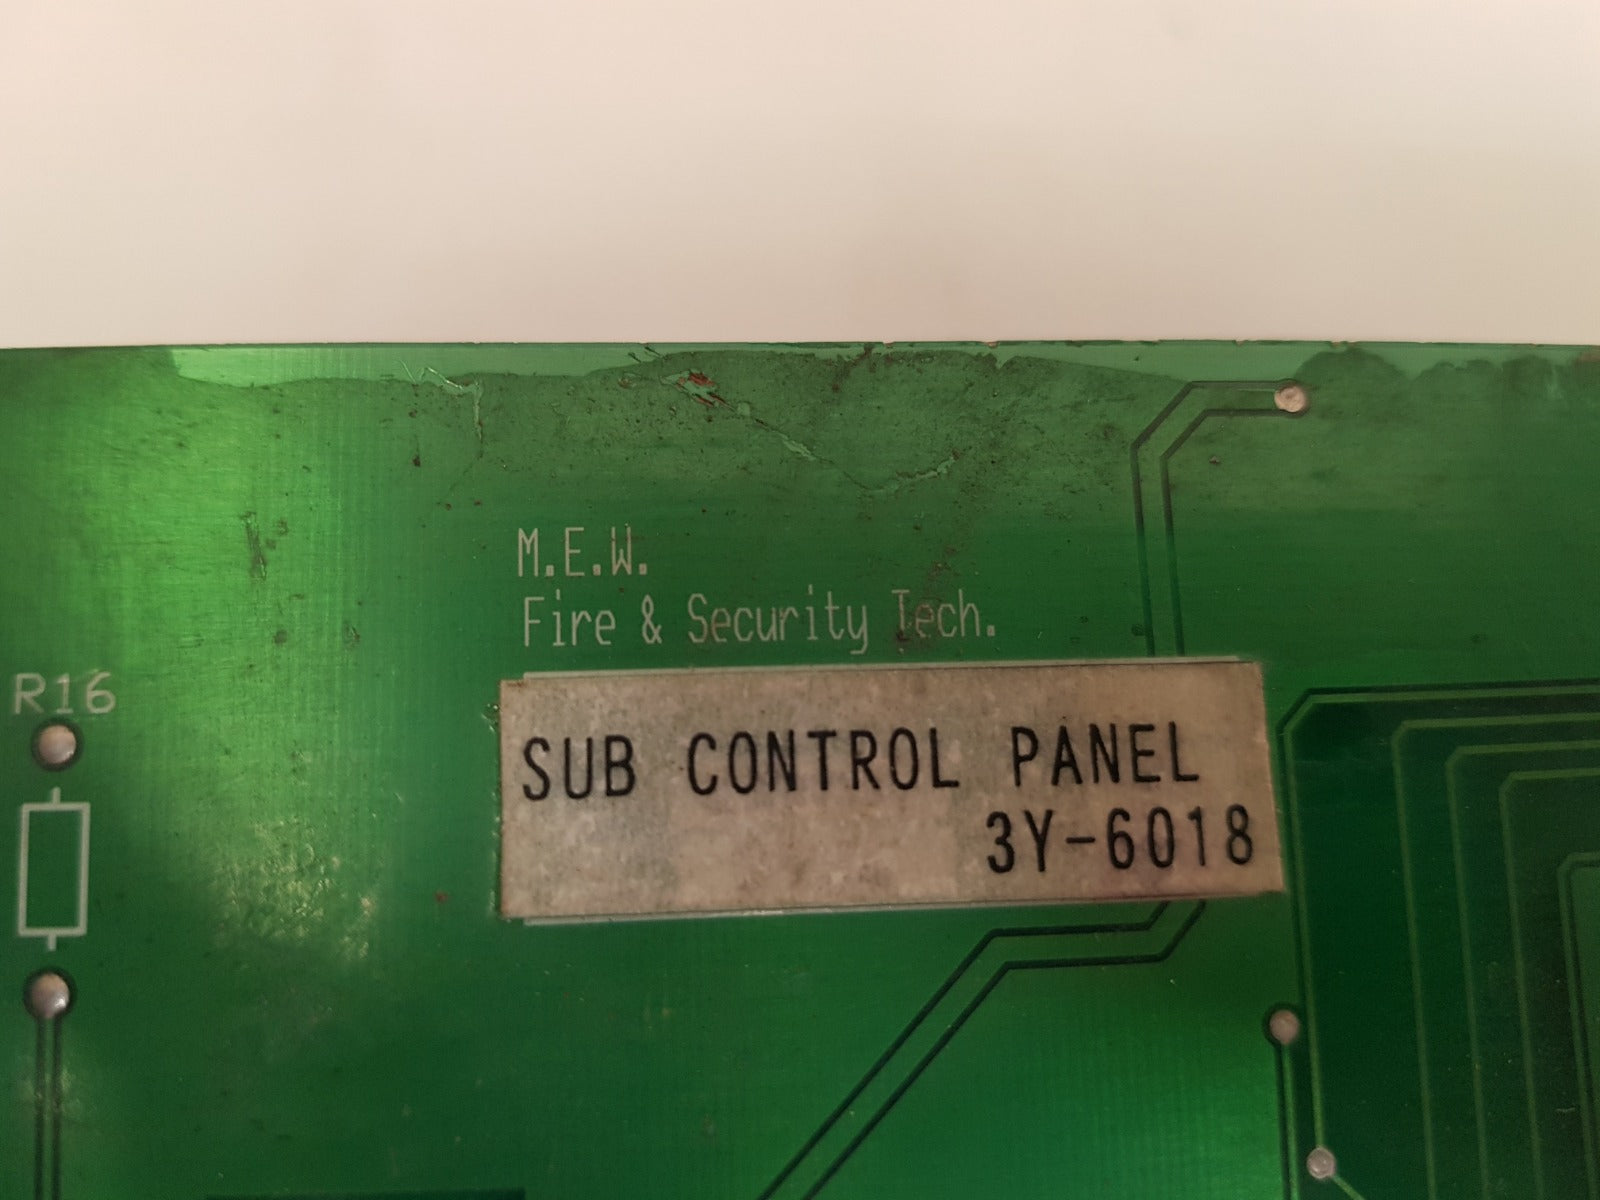 M.E.W.
Fire & Security Tech.
R16
SUB CONTROL PANEL
3Y-6018